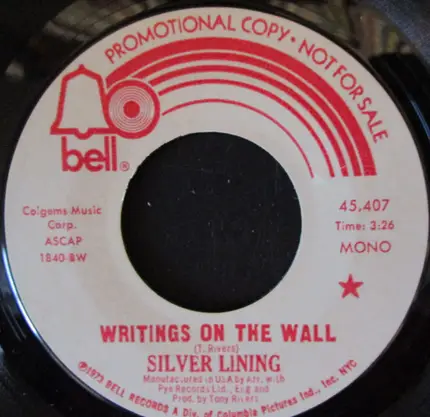 PROMOTIONAL COPY • NOT FOR SALE
bell®
Colgems Music
Corp.
ASCAP
1840-BW
45,407
Time: 3:26
MONO
WRITINGS ON THE WALL
(T. Rivers)
SILVER LINING
Manufactured in USA by Arr. with
Pye Records Ltd., Eng and
Prod. by Tony Rivers
℗1973 BELL RECORDS A Div. of Columbia Pictures Ind., Inc. NYC